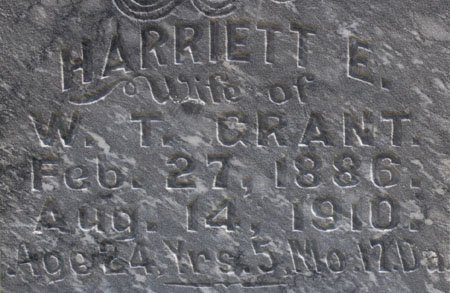 HARRIETT E.
Wife of
W. T. GRANT.
Feb. 27, 1886.
Aug. 14, 1910.
Age 24, Yrs. 5, Mo. 17. Da